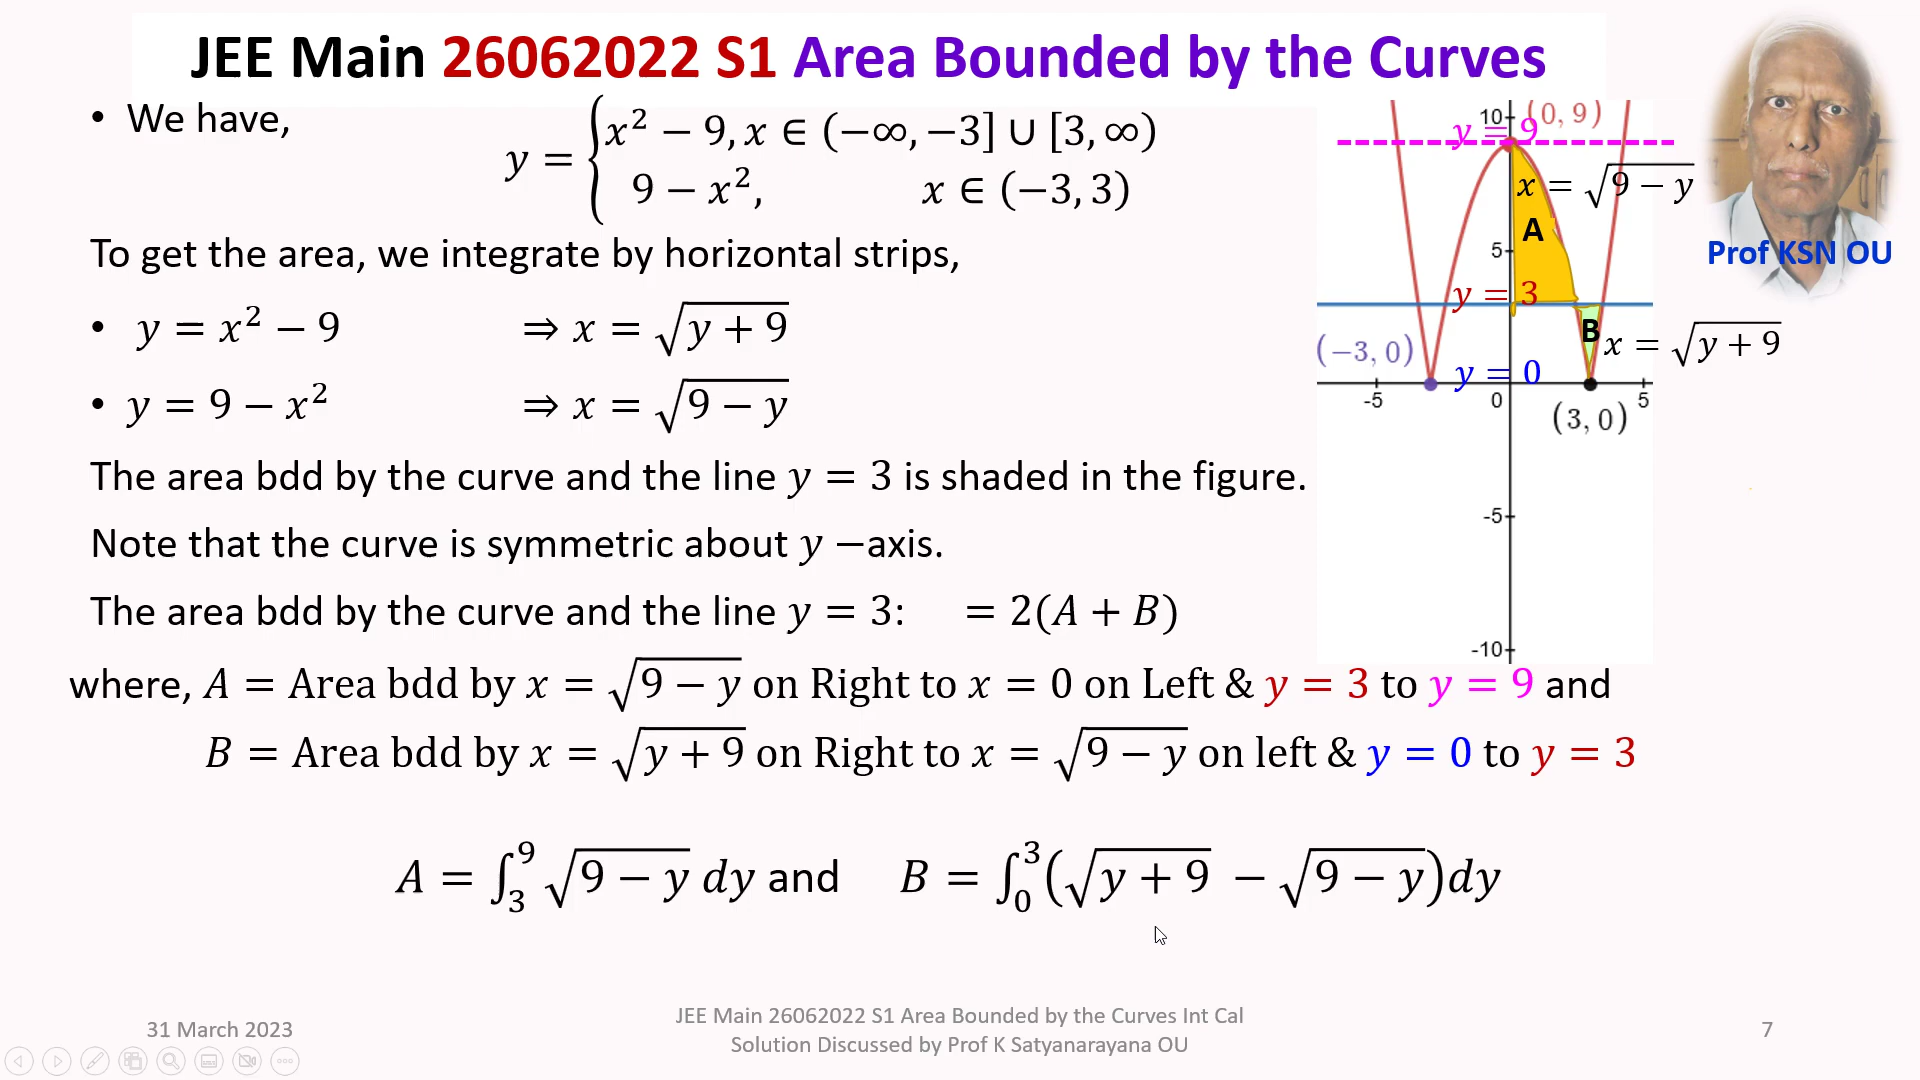 JEE Main 26062022 S1 Area Bounded by the Curves
• We have,
y = { x² − 9, x ∈ (−∞, −3] ∪ [3, ∞)
9 − x², x ∈ (−3, 3)
To get the area, we integrate by horizontal strips,
• y = x² − 9 ⇒ x = √(y + 9)
• y = 9 − x² ⇒ x = √(9 − y)
The area bdd by the curve and the line y = 3 is shaded in the figure.
Note that the curve is symmetric about y −axis.
The area bdd by the curve and the line y = 3: = 2(A + B)
where, A = Area bdd by x = √(9 − y) on Right to x = 0 on Left & y = 3 to y = 9 and
B = Area bdd by x = √(y + 9) on Right to x = √(9 − y) on left & y = 0 to y = 3
A = ∫₃⁹ √(9 − y) dy and B = ∫₀³ (√(y + 9) − √(9 − y))dy
10
(0, 9)
y = 9
x = √(9 − y)
A
5
y = 3
B
x = √(y + 9)
(−3, 0)
y = 0
-5
0
5
(3, 0)
-5
-10
Prof KSN OU
31 March 2023
JEE Main 26062022 S1 Area Bounded by the Curves Int Cal
Solution Discussed by Prof K Satyanarayana OU
7